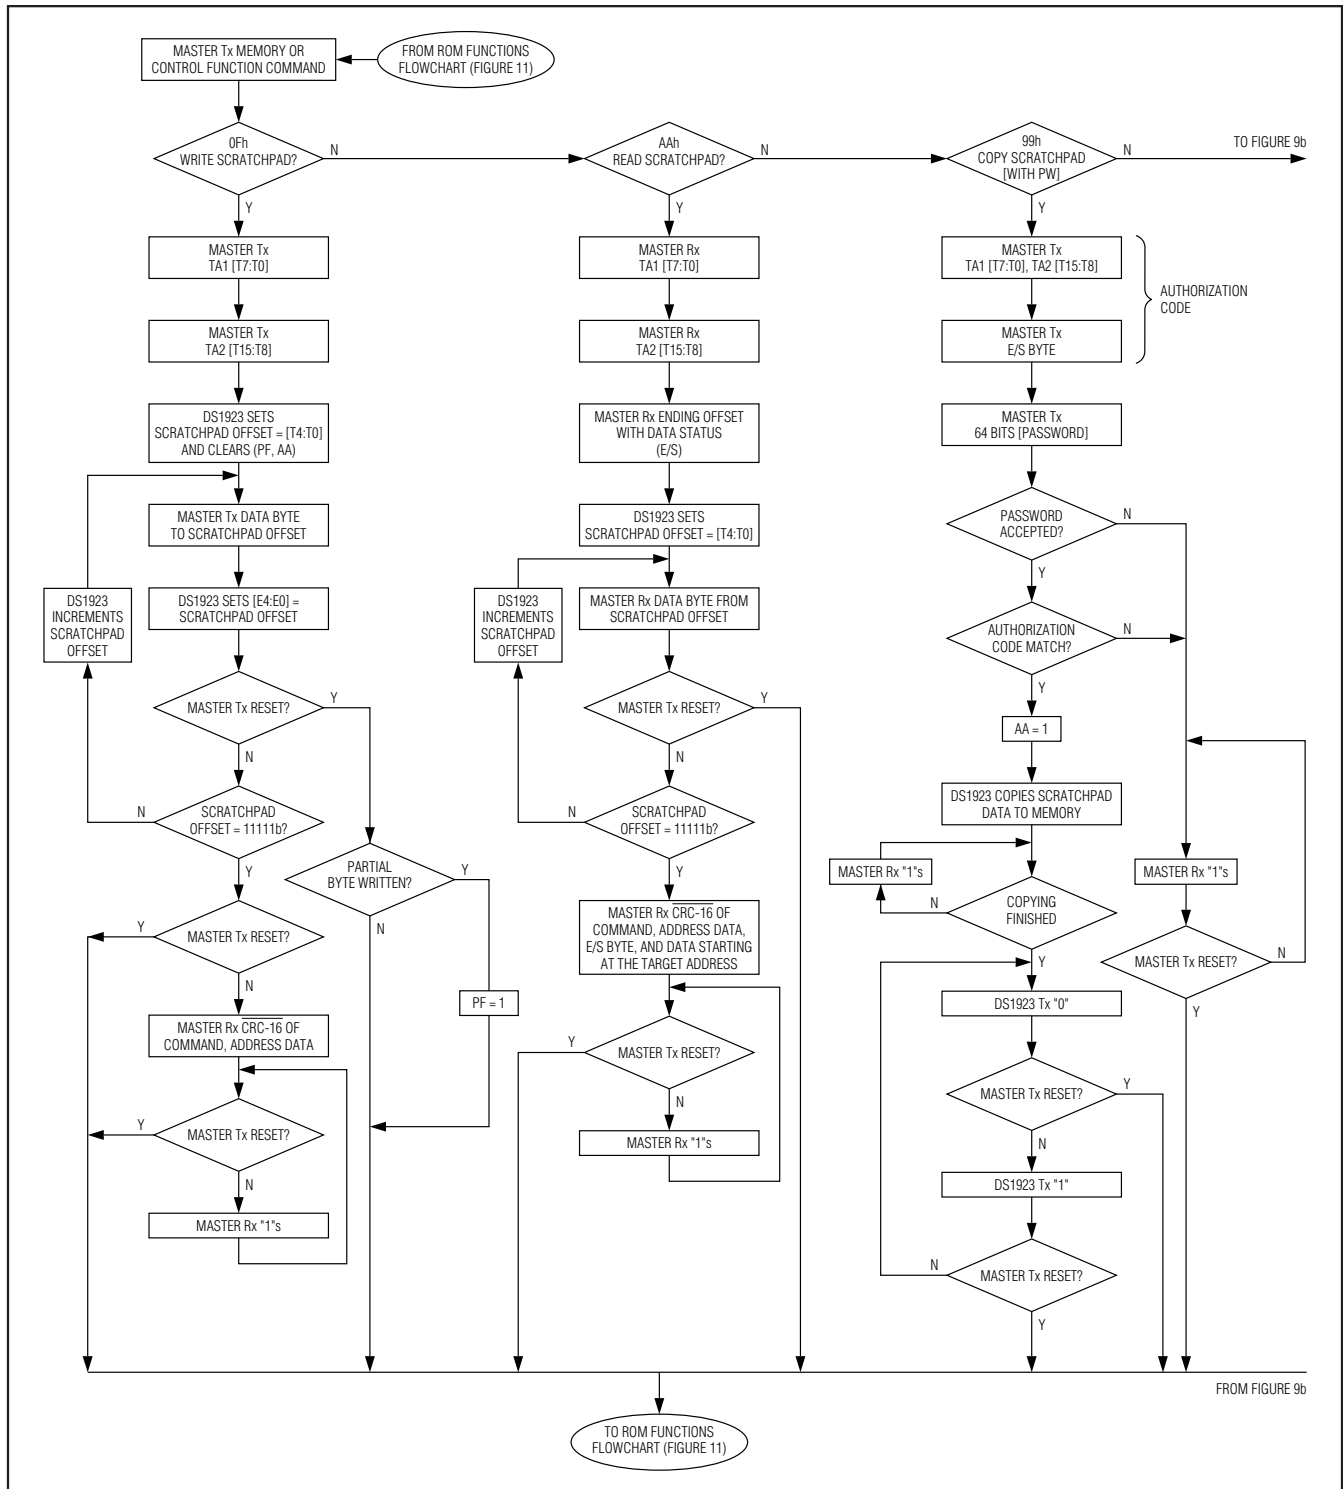 MASTER Tx MEMORY OR
CONTROL FUNCTION COMMAND
FROM ROM FUNCTIONS
FLOWCHART (FIGURE 11)
0Fh
WRITE SCRATCHPAD?
N
Y
AAh
READ SCRATCHPAD?
N
Y
99h
COPY SCRATCHPAD
[WITH PW]
N
Y
TO FIGURE 9b
MASTER Tx
TA1 [T7:T0]
MASTER Tx
TA2 [T15:T8]
DS1923 SETS
SCRATCHPAD OFFSET = [T4:T0]
AND CLEARS (PF, AA)
MASTER Tx DATA BYTE
TO SCRATCHPAD OFFSET
DS1923 SETS [E4:E0] =
SCRATCHPAD OFFSET
DS1923
INCREMENTS
SCRATCHPAD
OFFSET
MASTER Tx RESET?
Y
N
SCRATCHPAD
OFFSET = 11111b?
N
Y
PARTIAL
BYTE WRITTEN?
Y
N
PF = 1
MASTER Tx RESET?
Y
N
MASTER Rx CRC-16 OF
COMMAND, ADDRESS DATA
MASTER Tx RESET?
Y
N
MASTER Rx "1"s
MASTER Rx
TA1 [T7:T0]
MASTER Rx
TA2 [T15:T8]
MASTER Rx ENDING OFFSET
WITH DATA STATUS
(E/S)
DS1923 SETS
SCRATCHPAD OFFSET = [T4:T0]
MASTER Rx DATA BYTE FROM
SCRATCHPAD OFFSET
DS1923
INCREMENTS
SCRATCHPAD
OFFSET
MASTER Tx RESET?
Y
N
SCRATCHPAD
OFFSET = 11111b?
N
Y
MASTER Rx CRC-16 OF
COMMAND, ADDRESS DATA,
E/S BYTE, AND DATA STARTING
AT THE TARGET ADDRESS
MASTER Tx RESET?
Y
N
MASTER Rx "1"s
MASTER Tx
TA1 [T7:T0], TA2 [T15:T8]
MASTER Tx
E/S BYTE
AUTHORIZATION
CODE
MASTER Tx
64 BITS [PASSWORD]
PASSWORD
ACCEPTED?
N
Y
AUTHORIZATION
CODE MATCH?
N
Y
AA = 1
DS1923 COPIES SCRATCHPAD
DATA TO MEMORY
MASTER Rx "1"s
COPYING
FINISHED
N
Y
MASTER Rx "1"s
MASTER Tx RESET?
N
Y
DS1923 Tx "0"
MASTER Tx RESET?
Y
N
DS1923 Tx "1"
MASTER Tx RESET?
N
Y
FROM FIGURE 9b
TO ROM FUNCTIONS
FLOWCHART (FIGURE 11)